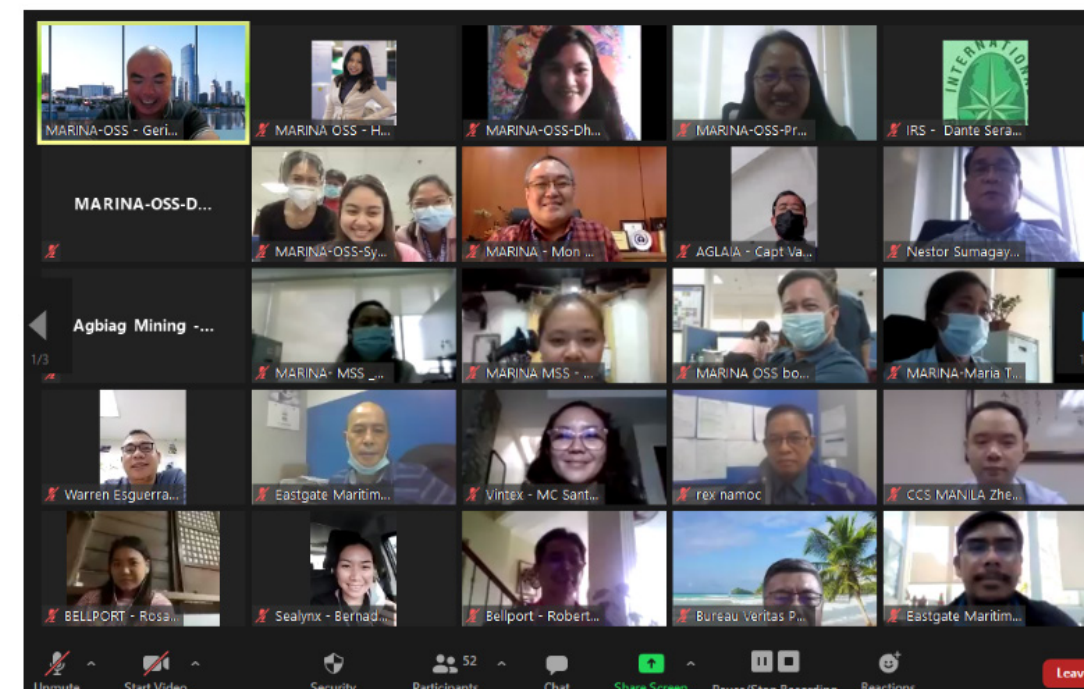 MARINA-OSS - Geri...
MARINA OSS - H...
MARINA-OSS-Dh...
MARINA-OSS-Pr...
INTERNATIONAL
IRS - Dante Sera...
MARINA-OSS-D...
MARINA-OSS-Sy...
MARINA - Mon ...
AGLAIA - Capt Va...
Nestor Sumagay...
Agbiag Mining -...
1/3
MARINA- MSS _...
MARINA MSS - ...
MARINA OSS bo...
MARINA-Maria T...
Warren Esguerra...
Eastgate Maritim...
Vintex - MC Sant...
rex namoc
CCS MANILA Zhe...
BELLPORT - Rosa...
Sealynx - Bernad...
Bellport - Robert...
Bureau Veritas P...
Eastgate Maritim...
Unmute
Start Video
Security
52
Participants
Chat
Share Screen
Pause/Stop Recording
Reactions
Leav